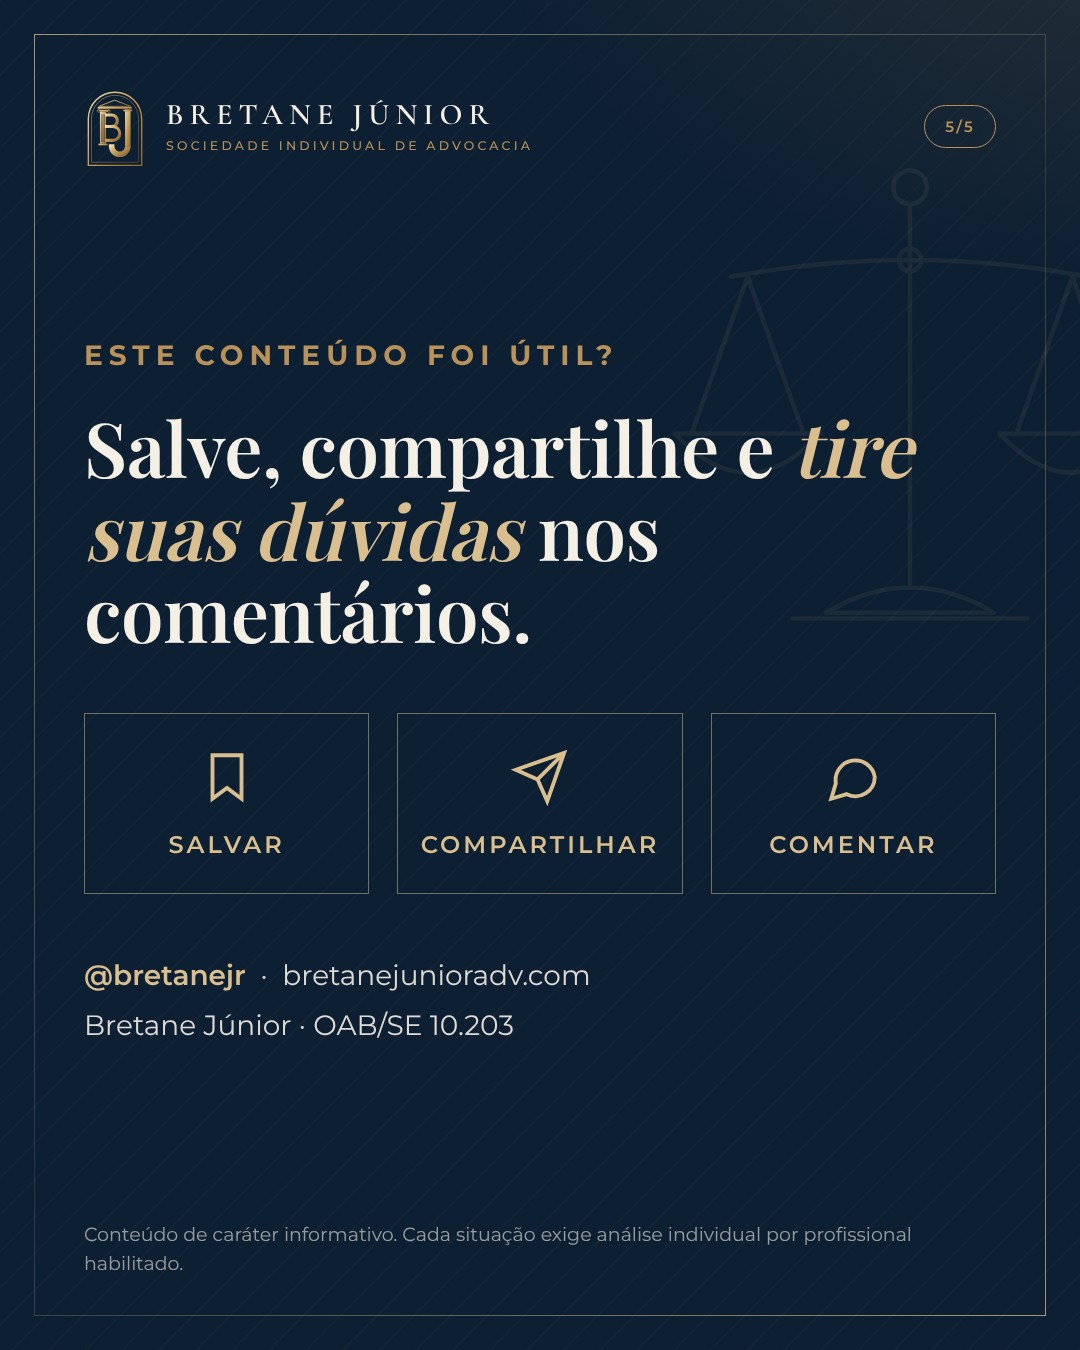 BJ
BRETANE JÚNIOR
SOCIEDADE INDIVIDUAL DE ADVOCACIA
5/5
ESTE CONTEÚDO FOI ÚTIL?
Salve, compartilhe e tire
suas dúvidas nos
comentários.
SALVAR
COMPARTILHAR
COMENTAR
@bretanejr · bretanejunioradv.com
Bretane Júnior · OAB/SE 10.203
Conteúdo de caráter informativo. Cada situação exige análise individual por profissional
habilitado.